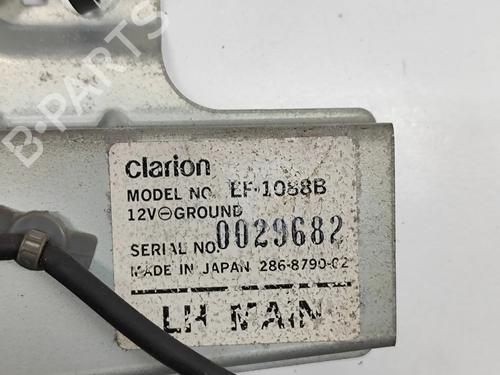 B-PARTS
clarion
MODEL NO. EF-1088B
12V⊖GROUND
SERIAL NO. 0029682
MADE IN JAPAN 286-8790-02
LH MAIN